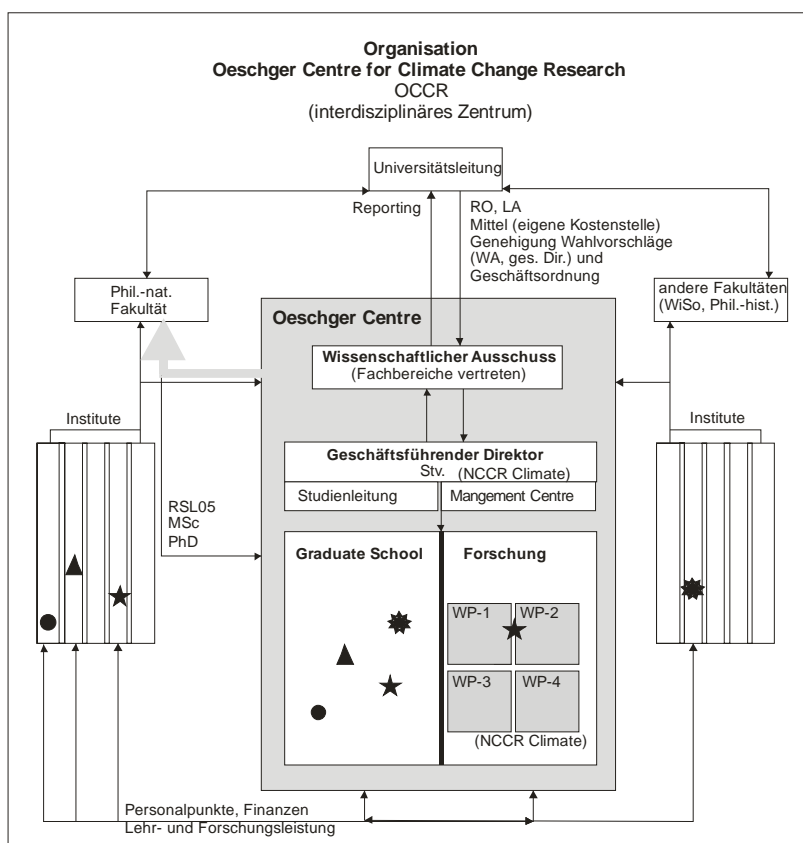 Organisation
Oeschger Centre for Climate Change Research
OCCR
(interdisziplinäres Zentrum)
Universitätsleitung
Reporting
RO, LA
Mittel (eigene Kostenstelle)
Genehigung Wahlvorschläge
(WA, ges. Dir.) und
Geschäftsordnung
Phil.-nat.
Fakultät
andere Fakultäten
(WiSo, Phil.-hist.)
Oeschger Centre
Wissenschaftlicher Ausschuss
(Fachbereiche vertreten)
Institute
Institute
Geschäftsführender Direktor
Stv. (NCCR Climate)
Studienleitung
Mangement Centre
RSL05
MSc
PhD
Graduate School
Forschung
WP-1
WP-2
WP-3
WP-4
(NCCR Climate)
Personalpunkte, Finanzen
Lehr- und Forschungsleistung